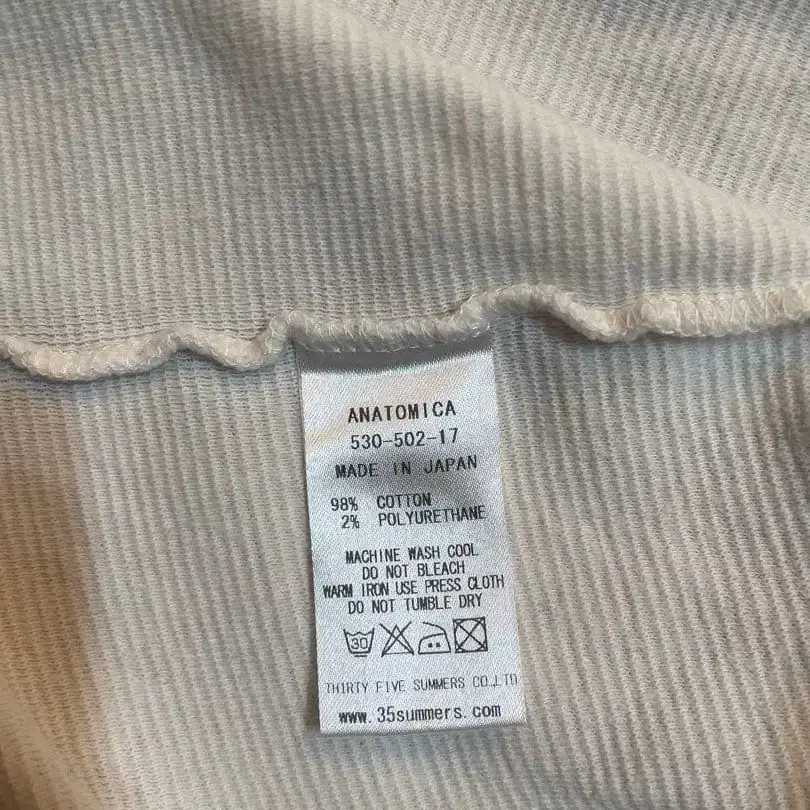 ANATOMICA
530-502-17
MADE IN JAPAN
98% COTTON
2% POLYURETHANE
MACHINE WASH COOL
DO NOT BLEACH
WARM IRON USE PRESS CLOTH
DO NOT TUMBLE DRY
30
THIRTY FIVE SUMMERS CO.,LTD
www.35summers.com